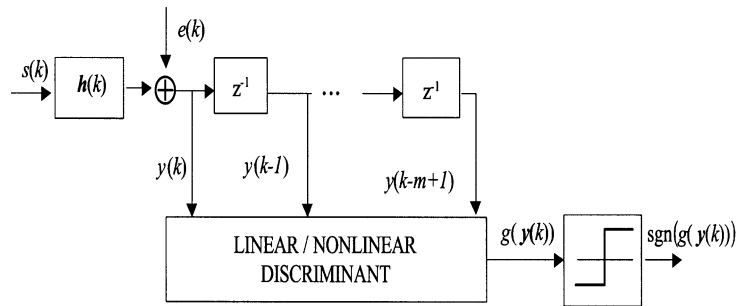 e(k)
s(k)
h(k)
z-1
...
z-1
y(k)
y(k-1)
y(k-m+1)
LINEAR / NONLINEAR
DISCRIMINANT
g( y(k))
sgn(g( y(k)))